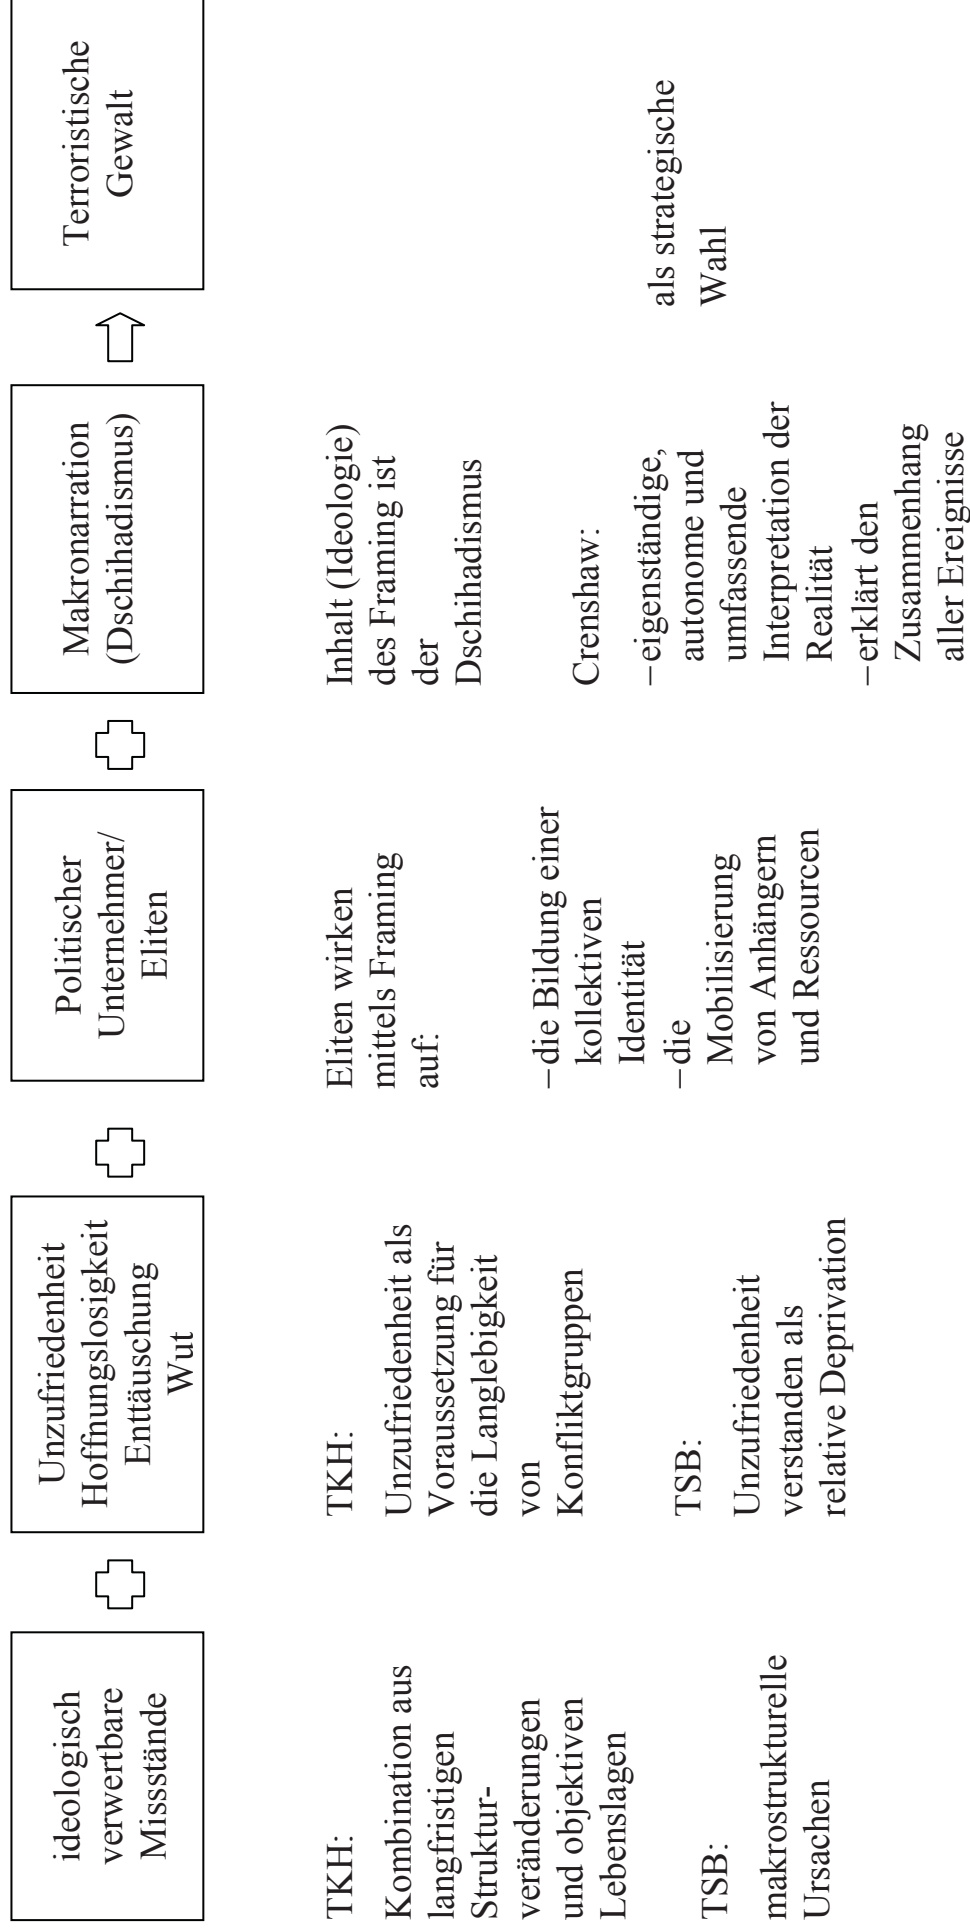 ideologisch
verwertbare
Missstände
Unzufriedenheit
Hoffnungslosigkeit
Enttäuschung
Wut
Politischer
Unternehmer/
Eliten
Makronarration
(Dschihadismus)
Terroristische
Gewalt
TKH:
Kombination aus
langfristigen
Struktur-
veränderungen
und objektiven
Lebenslagen
TSB:
makrostrukturelle
Ursachen
TKH:
Unzufriedenheit als
Voraussetzung für
die Langlebigkeit
von
Konfliktgruppen
TSB:
Unzufriedenheit
verstanden als
relative Deprivation
Eliten wirken
mittels Framing
auf:
–die Bildung einer
kollektiven
Identität
–die
Mobilisierung
von Anhängern
und Ressourcen
Inhalt (Ideologie)
des Framing ist
der
Dschihadismus
Crenshaw:
–eigenständige,
autonome und
umfassende
Interpretation der
Realität
–erklärt den
Zusammenhang
aller Ereignisse
als strategische
Wahl